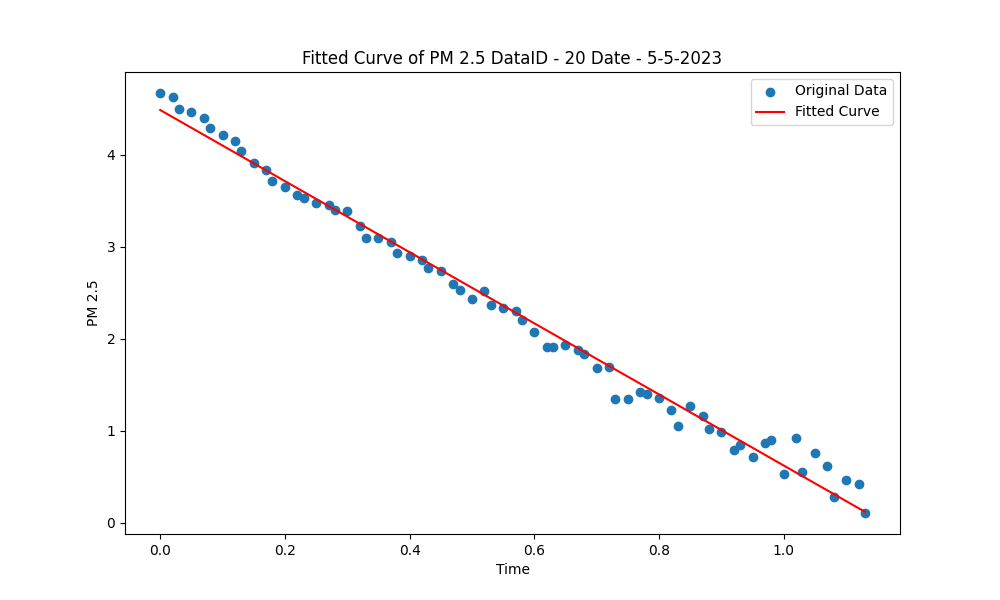 Fitted Curve of PM 2.5 DataID - 20 Date - 5-5-2023
Original Data
Fitted Curve
PM 2.5
4
3
2
1
0
0.0 0.2 0.4 0.6 0.8 1.0
Time